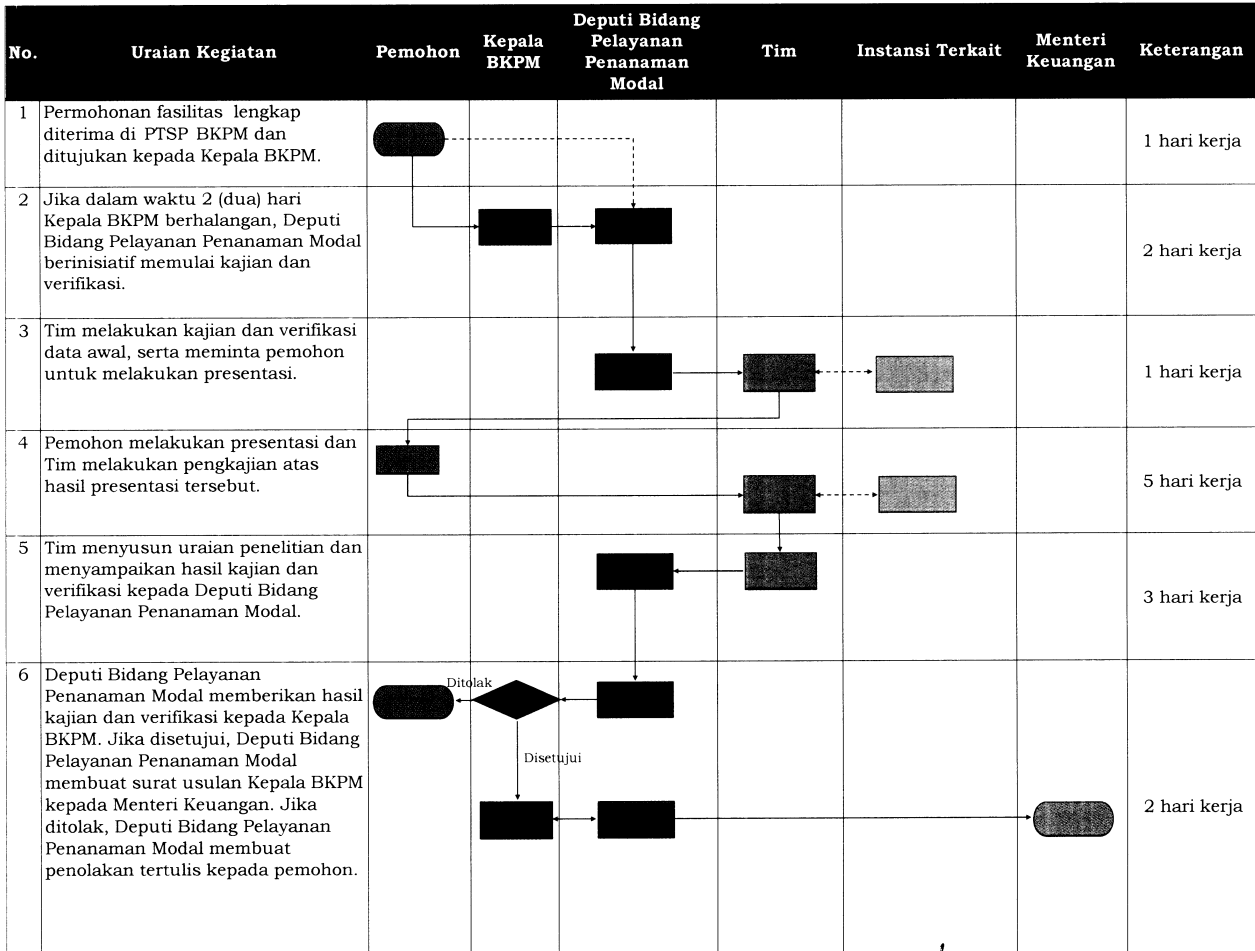 No.
Uraian Kegiatan
Pemohon
Kepala
BKPM
Deputi Bidang
Pelayanan
Penanaman
Modal
Tim
Instansi Terkait
Menteri
Keuangan
Keterangan
1
Permohonan fasilitas lengkap
diterima di PTSP BKPM dan
ditujukan kepada Kepala BKPM.
1 hari kerja
2
Jika dalam waktu 2 (dua) hari
Kepala BKPM berhalangan, Deputi
Bidang Pelayanan Penanaman Modal
berinisiatif memulai kajian dan
verifikasi.
2 hari kerja
3
Tim melakukan kajian dan verifikasi
data awal, serta meminta pemohon
untuk melakukan presentasi.
1 hari kerja
4
Pemohon melakukan presentasi dan
Tim melakukan pengkajian atas
hasil presentasi tersebut.
5 hari kerja
5
Tim menyusun uraian penelitian dan
menyampaikan hasil kajian dan
verifikasi kepada Deputi Bidang
Pelayanan Penanaman Modal.
3 hari kerja
6
Deputi Bidang Pelayanan
Penanaman Modal memberikan hasil
kajian dan verifikasi kepada Kepala
BKPM. Jika disetujui, Deputi Bidang
Pelayanan Penanaman Modal
membuat surat usulan Kepala BKPM
kepada Menteri Keuangan. Jika
ditolak, Deputi Bidang Pelayanan
Penanaman Modal membuat
penolakan tertulis kepada pemohon.
Ditolak
Disetujui
2 hari kerja